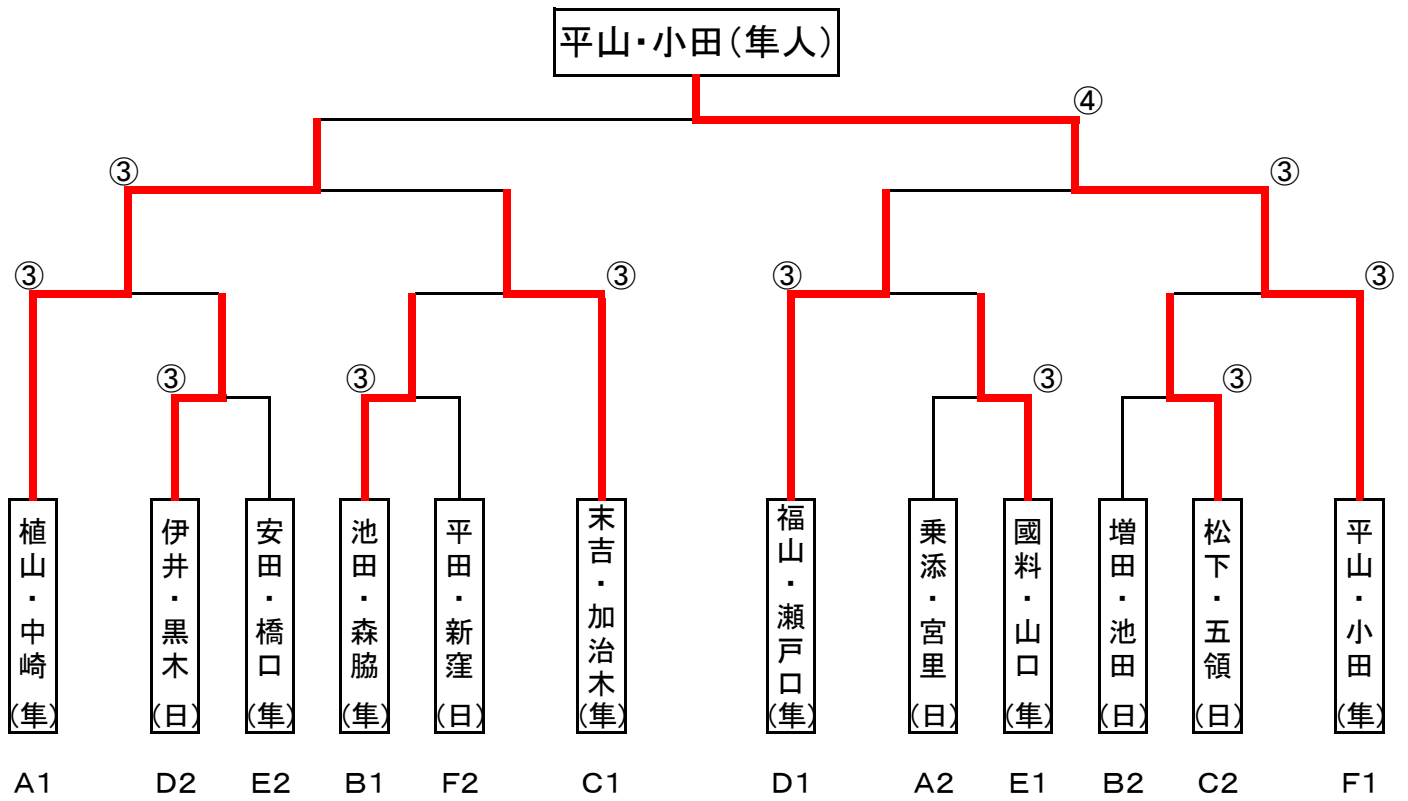 平山・小田（隼人）
④
③ ③
③ ③ ③ ③
③ ③ ③ ③
植山・中崎（隼）
伊井・黒木（日）
安田・橋口（隼）
池田・森脇（隼）
平田・新窪（日）
末吉・加治木（隼）
福山・瀬戸口（隼）
乗添・宮里（日）
國料・山口（隼）
増田・池田（日）
松下・五領（日）
平山・小田（隼）
A1 D2 E2 B1 F2 C1 D1 A2 E1 B2 C2 F1